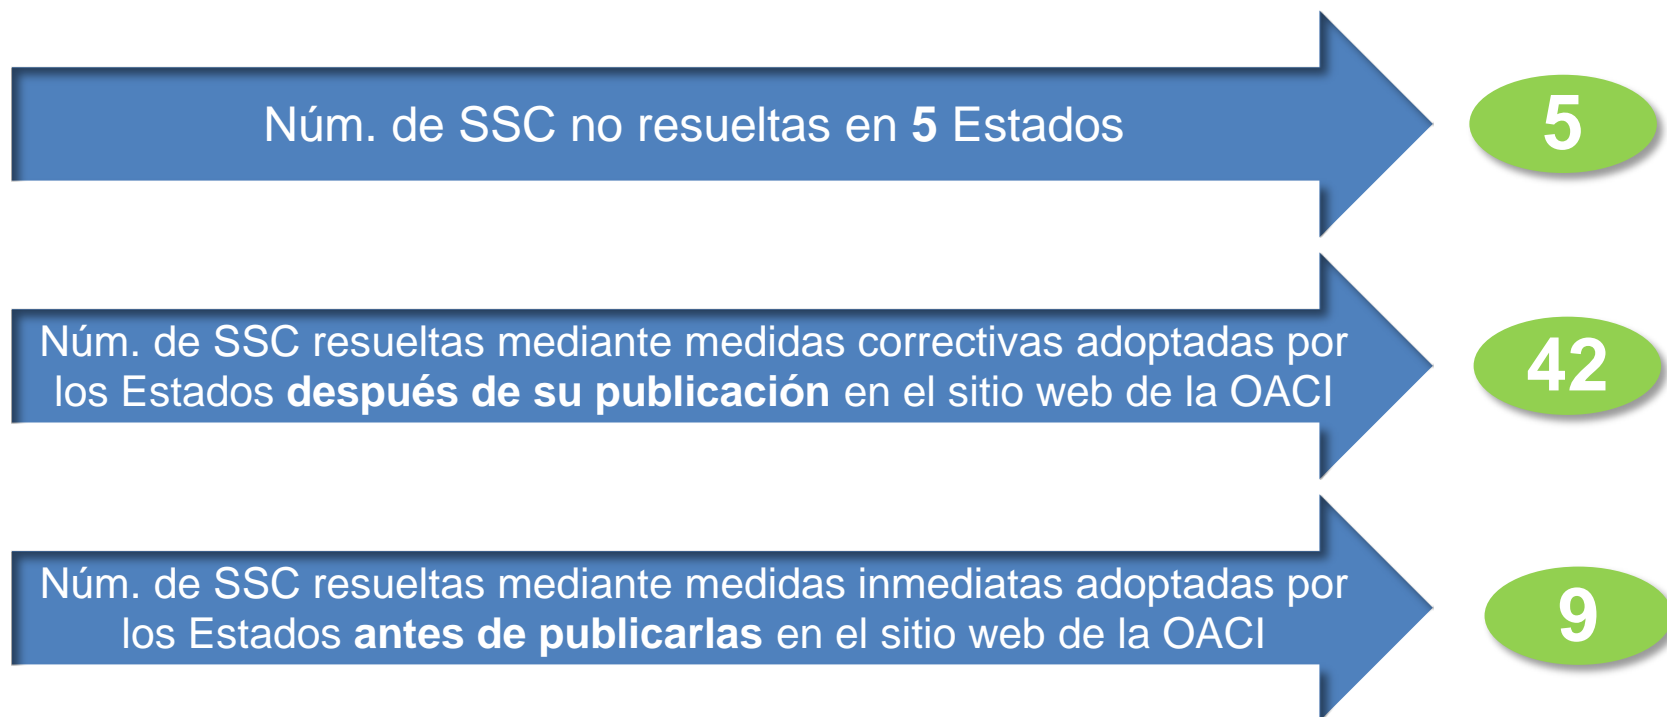 Núm. de SSC no resueltas en 5 Estados
5
Núm. de SSC resueltas mediante medidas correctivas adoptadas por
los Estados después de su publicación en el sitio web de la OACI
42
Núm. de SSC resueltas mediante medidas inmediatas adoptadas por
los Estados antes de publicarlas en el sitio web de la OACI
9